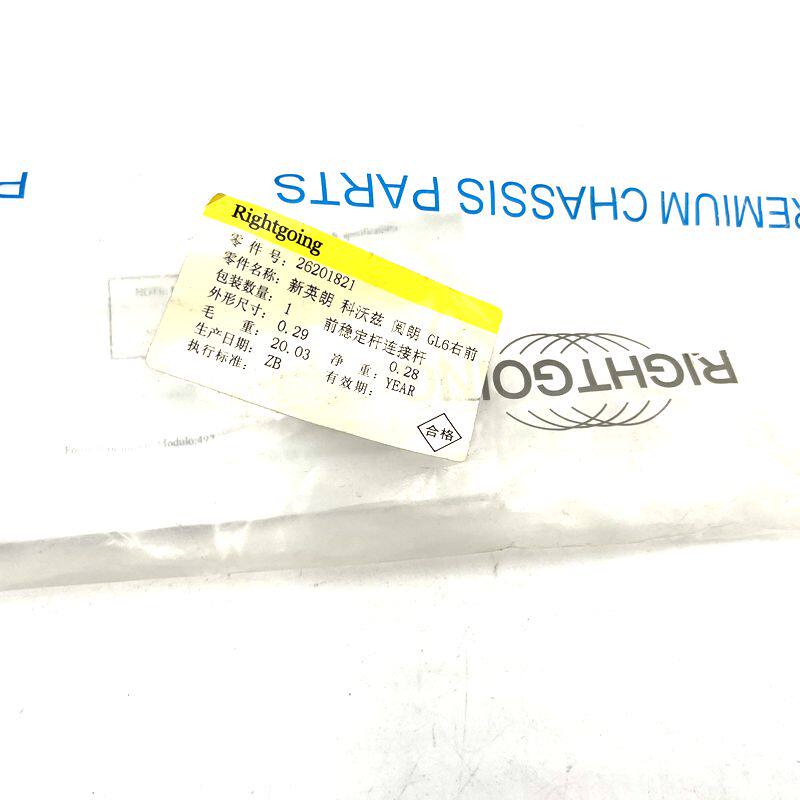 PREMIUM CHASSIS PARTS
P
RIGHTGOING
Rightgoing
零件号: 26201821
零件名称: 新英朗 科沃兹 阅朗 GL6右前
前稳定杆连接杆
包装数量: 1
外形尺寸:
毛 重: 0.29 净 重: 0.28
生产日期: 20.03 有效期: YEAR
执行标准: ZB
合格